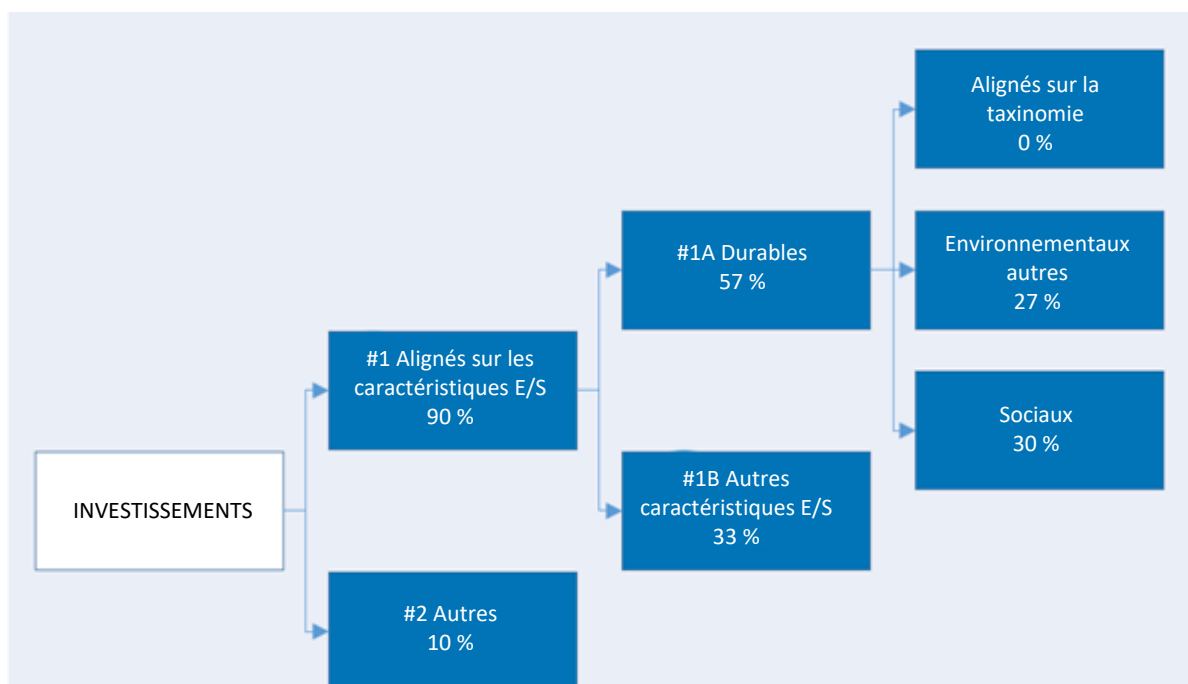 INVESTISSEMENTS
#1 Alignés sur les
caractéristiques E/S
90 %
#2 Autres
10 %
#1A Durables
57 %
#1B Autres
caractéristiques E/S
33 %
Alignés sur la
taxinomie
0 %
Environnementaux
autres
27 %
Sociaux
30 %